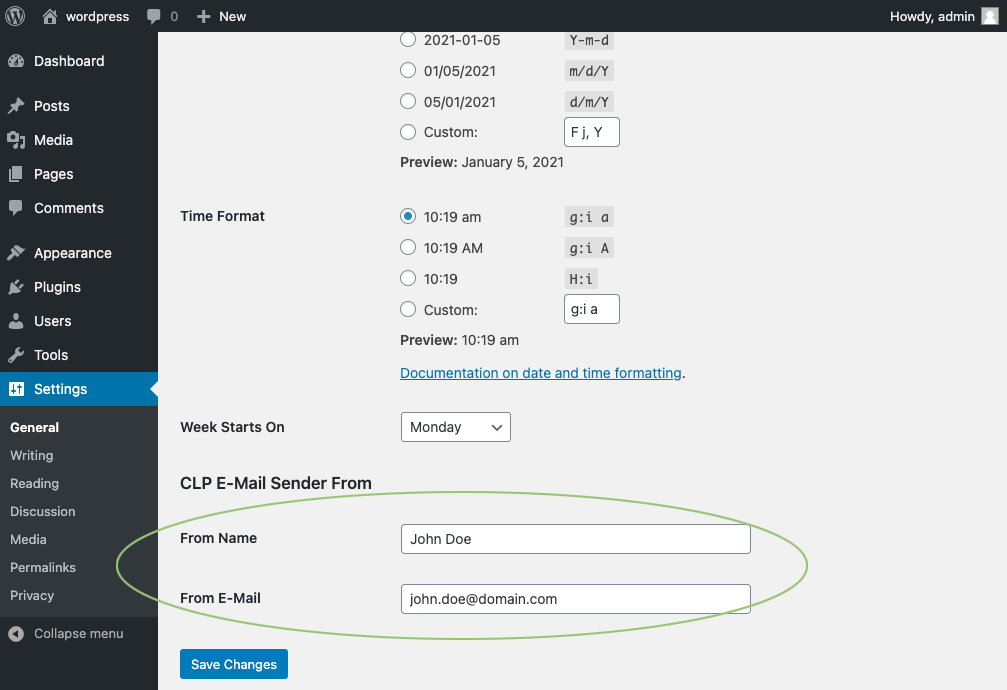 wordpress 0 New Howdy, admin
Dashboard
Posts
Media
Pages
Comments
Appearance
Plugins
Users
Tools
Settings
General
Writing
Reading
Discussion
Media
Permalinks
Privacy
Collapse menu
2021-01-05 Y-m-d
01/05/2021 m/d/Y
05/01/2021 d/m/Y
Custom: F j, Y
Preview: January 5, 2021
Time Format
10:19 am g:i a
10:19 AM g:i A
10:19 H:i
Custom: g:i a
Preview: 10:19 am
Documentation on date and time formatting.
Week Starts On Monday
CLP E-Mail Sender From
From Name John Doe
From E-Mail john.doe@domain.com
Save Changes